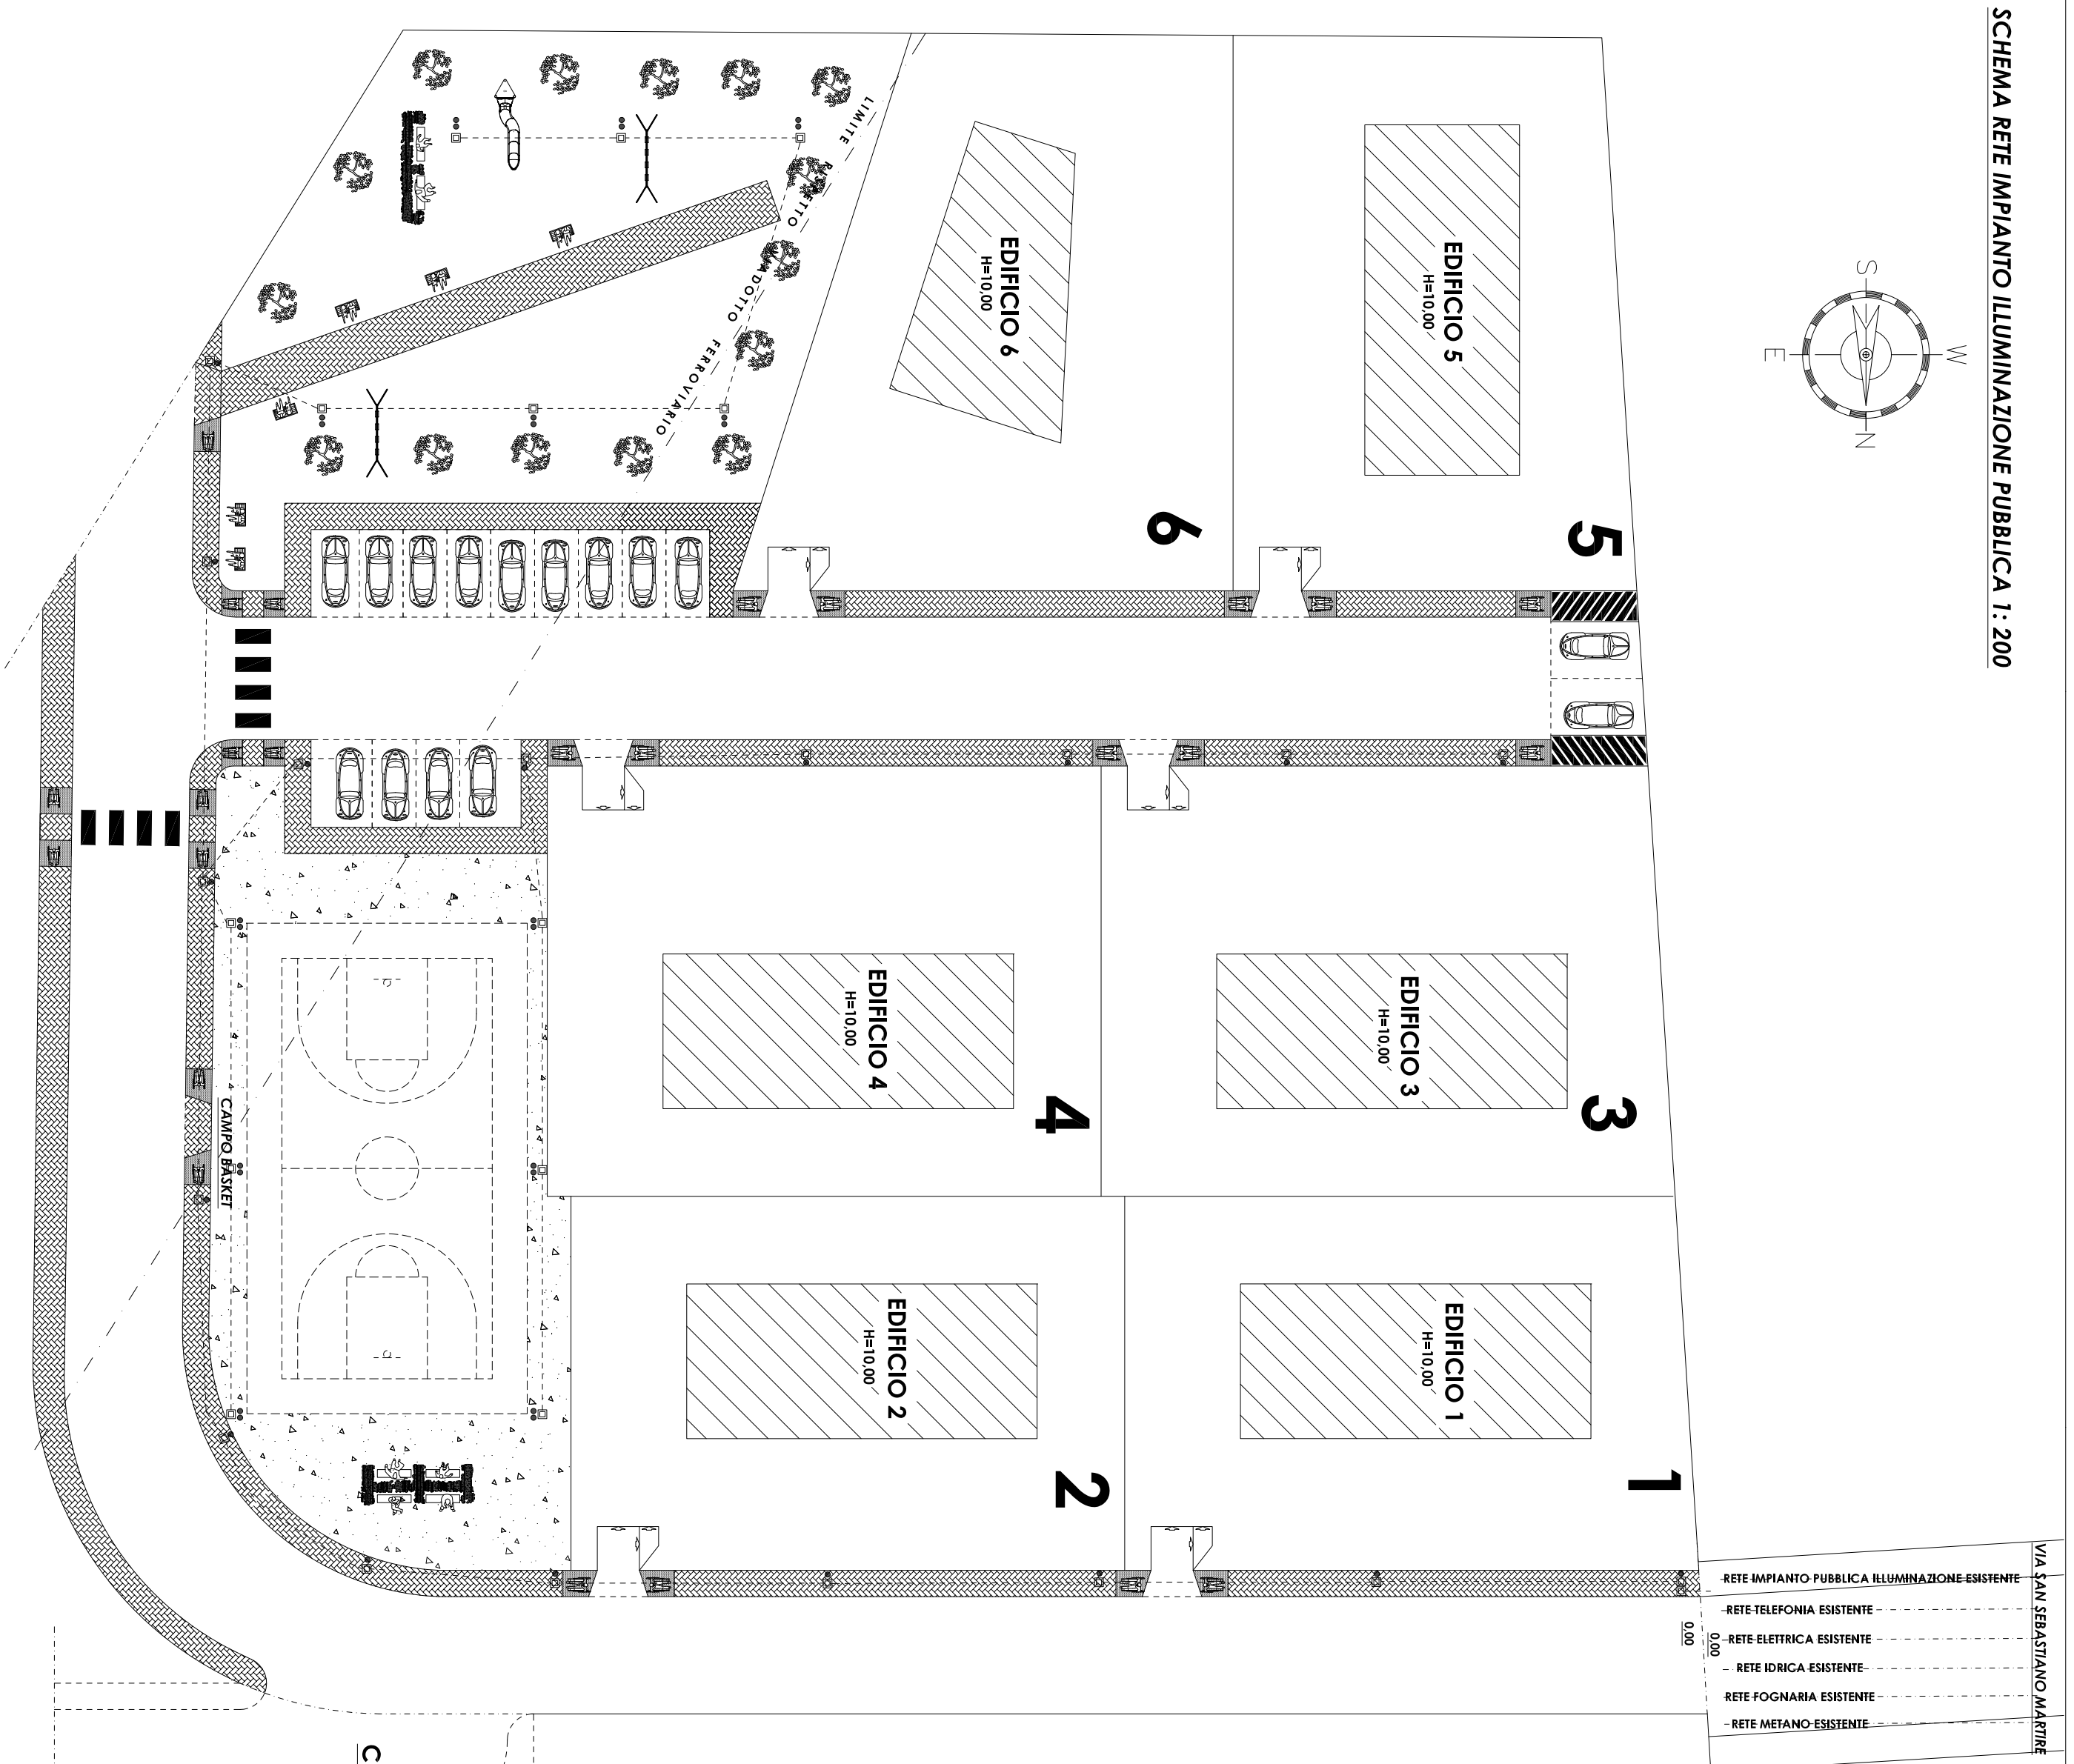 SCHEMA RETE IMPIANTO ILLUMINAZIONE PUBBLICA 1: 200
S
W
E
N
5
EDIFICIO 5
H=10,00
6
EDIFICIO 6
H=10,00
LIMITE RISPETTO VIADOTTO FERROVIARIO
3
EDIFICIO 3
H=10,00
4
EDIFICIO 4
H=10,00
1
EDIFICIO 1
H=10,00
2
EDIFICIO 2
H=10,00
CAMPO BASKET
VIA SAN SEBASTIANO MARTIRE
RETE IMPIANTO PUBBLICA ILLUMINAZIONE ESISTENTE
RETE TELEFONIA ESISTENTE
RETE ELETTRICA ESISTENTE
RETE IDRICA ESISTENTE
RETE FOGNARIA ESISTENTE
RETE METANO ESISTENTE
0,00
0,00
C